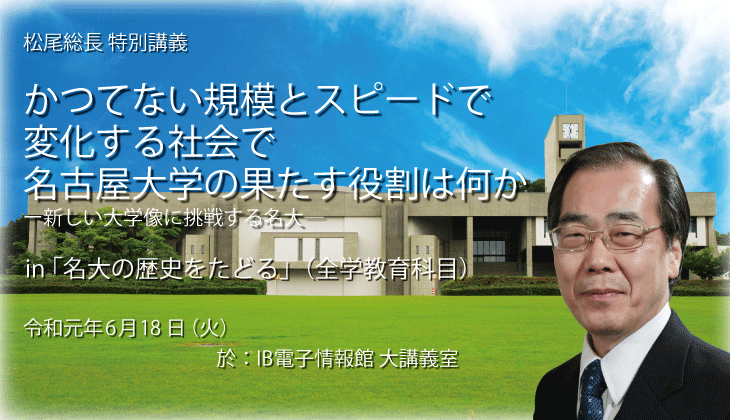 松尾総長 特別講義
かつてない規模とスピードで
変化する社会で
名古屋大学の果たす役割は何か
―新しい大学像に挑戦する名大―
in「名大の歴史をたどる」（全学教育科目）
令和元年6月18日（火）
於：IB電子情報館 大講義室